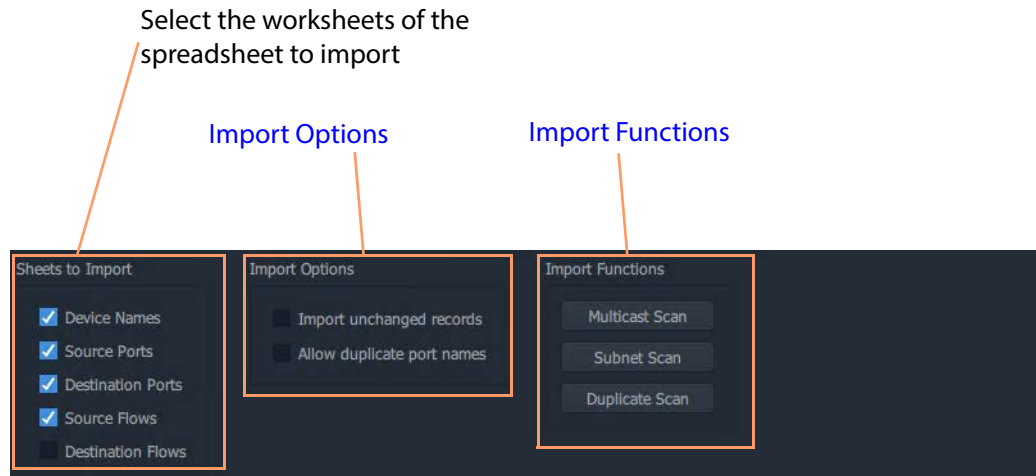 Select the worksheets of the
spreadsheet to import
Import Options
Import Functions
Sheets to Import
Device Names
Source Ports
Destination Ports
Source Flows
Destination Flows
Import Options
Import unchanged records
Allow duplicate port names
Import Functions
Multicast Scan
Subnet Scan
Duplicate Scan